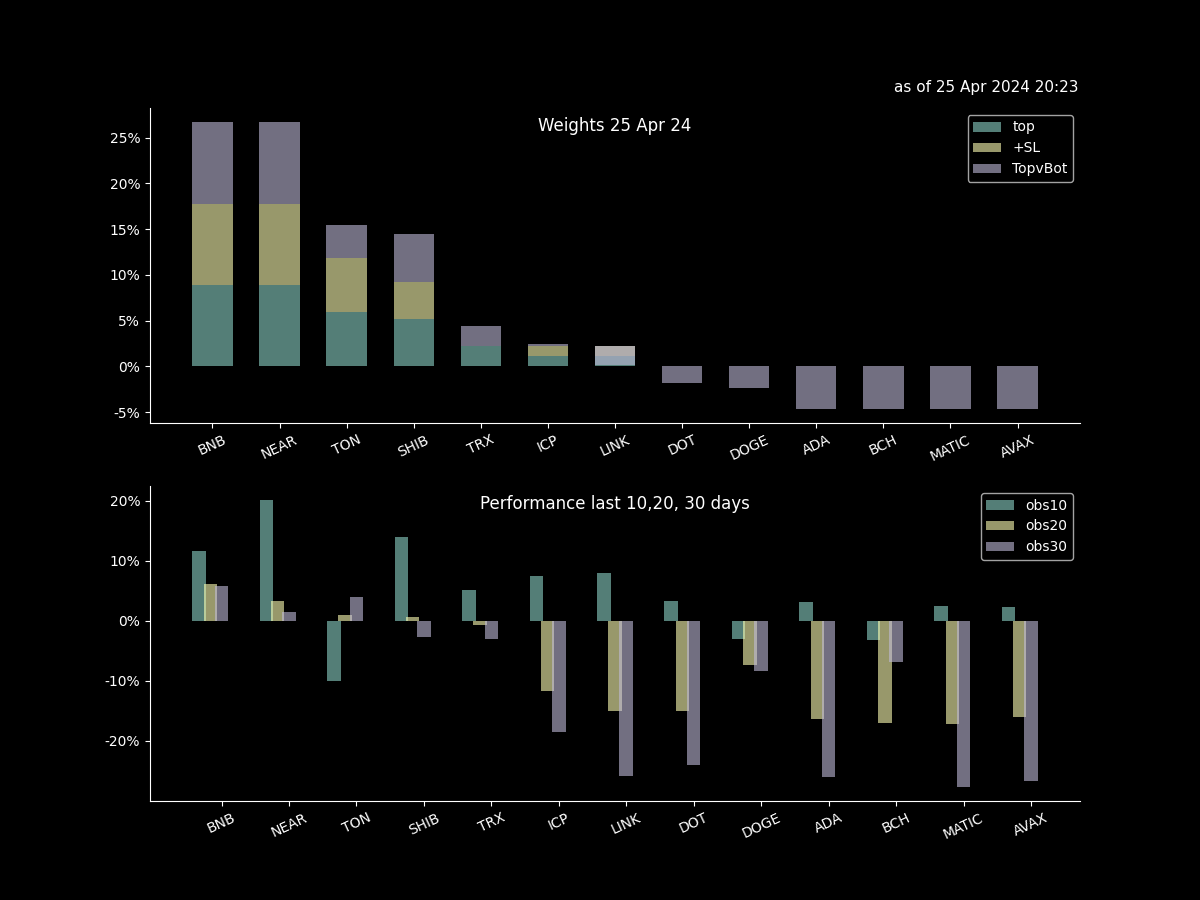 as of 25 Apr 2024 20:23
Weights 25 Apr 24
top
+SL
TopvBot
25%
20%
15%
10%
5%
0%
-5%
BNB NEAR TON SHIB TRX ICP LINK DOT DOGE ADA BCH MATIC AVAX
Performance last 10,20, 30 days
obs10
obs20
obs30
20%
10%
0%
-10%
-20%
BNB NEAR TON SHIB TRX ICP LINK DOT DOGE ADA BCH MATIC AVAX